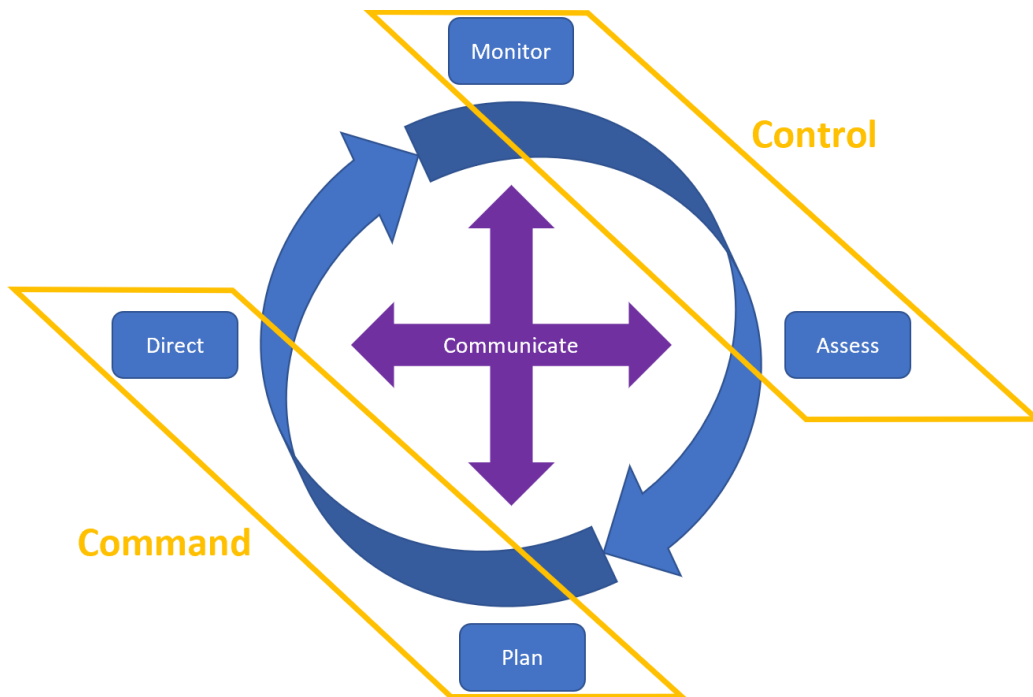 Monitor
Control
Direct
Communicate
Assess
Command
Plan